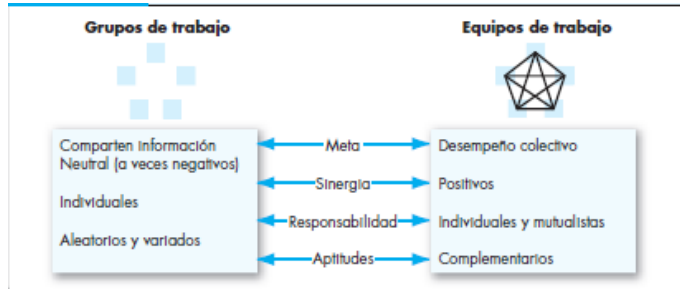 Grupos de trabajo
Equipos de trabajo
Comparten información
Neutral (a veces negativos)
Individuales
Aleatorios y variados
Meta
Sinergia
Responsabilidad
Aptitudes
Desempeño colectivo
Positivos
Individuales y mutualistas
Complementarios